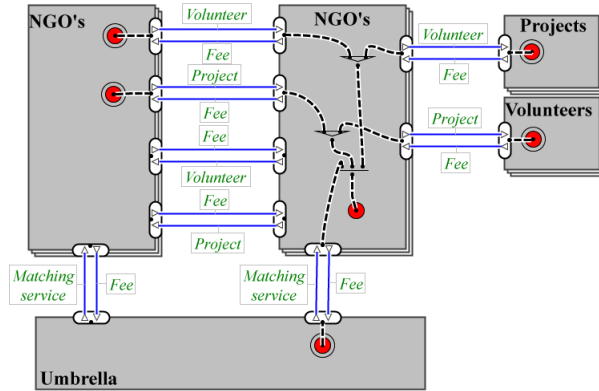 NGO's
Volunteer
Fee
Project
Fee
Fee
Volunteer
Fee
Project
NGO's
Volunteer
Fee
Projects
Project
Fee
Volunteers
Matching
service
Fee
Matching
service
Fee
Umbrella